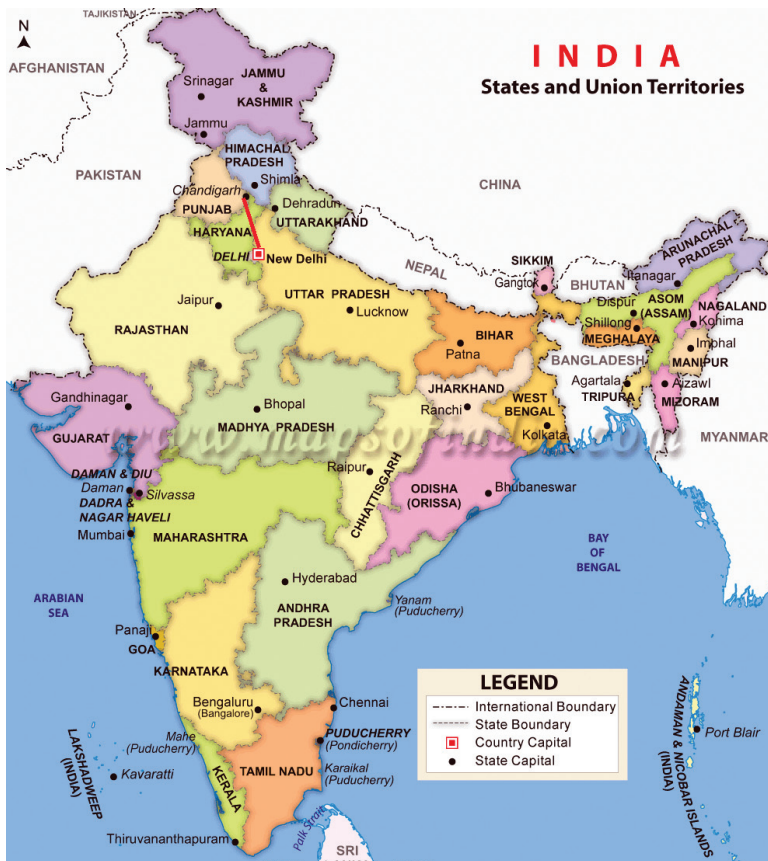 N
INDIA
States and Union Territories
TAJIKISTAN
AFGHANISTAN
PAKISTAN
CHINA
NEPAL
BHUTAN
BANGLADESH
MYANMAR
JAMMU
&
KASHMIR
Srinagar
Jammu
HIMACHAL
PRADESH
Shimla
Chandigarh
PUNJAB
Dehradun
UTTARAKHAND
HARYANA
DELHI
New Delhi
RAJASTHAN
Jaipur
UTTAR PRADESH
Lucknow
BIHAR
Patna
SIKKIM
Gangtok
ARUNACHAL
PRADESH
Itanagar
Dispur
ASOM
(ASSAM)
NAGALAND
Kohima
Shillong
MEGHALAYA
Imphal
MANIPUR
Agartala
TRIPURA
Aizawl
MIZORAM
JHARKHAND
Ranchi
WEST
BENGAL
Kolkata
Gandhinagar
GUJARAT
Bhopal
MADHYA PRADESH
www.mapsofindia.com
Raipur
CHHATTISGARH
ODISHA
(ORISSA)
Bhubaneswar
DAMAN & DIU
Daman
Silvassa
DADRA &
NAGAR HAVELI
Mumbai
MAHARASHTRA
Hyderabad
ANDHRA
PRADESH
Yanam
(Puducherry)
BAY
OF
BENGAL
ARABIAN
SEA
Panaji
GOA
KARNATAKA
Bengaluru
(Bangalore)
Chennai
Mahe
(Puducherry)
PUDUCHERRY
(Pondicherry)
TAMIL NADU
Karaikal
(Puducherry)
KERALA
LAKSHADWEEP
(INDIA)
Kavaratti
Thiruvananthapuram
Palk Strait
SRI
ANDAMAN & NICOBAR ISLANDS
(INDIA)
Port Blair
LEGEND
International Boundary
State Boundary
Country Capital
State Capital